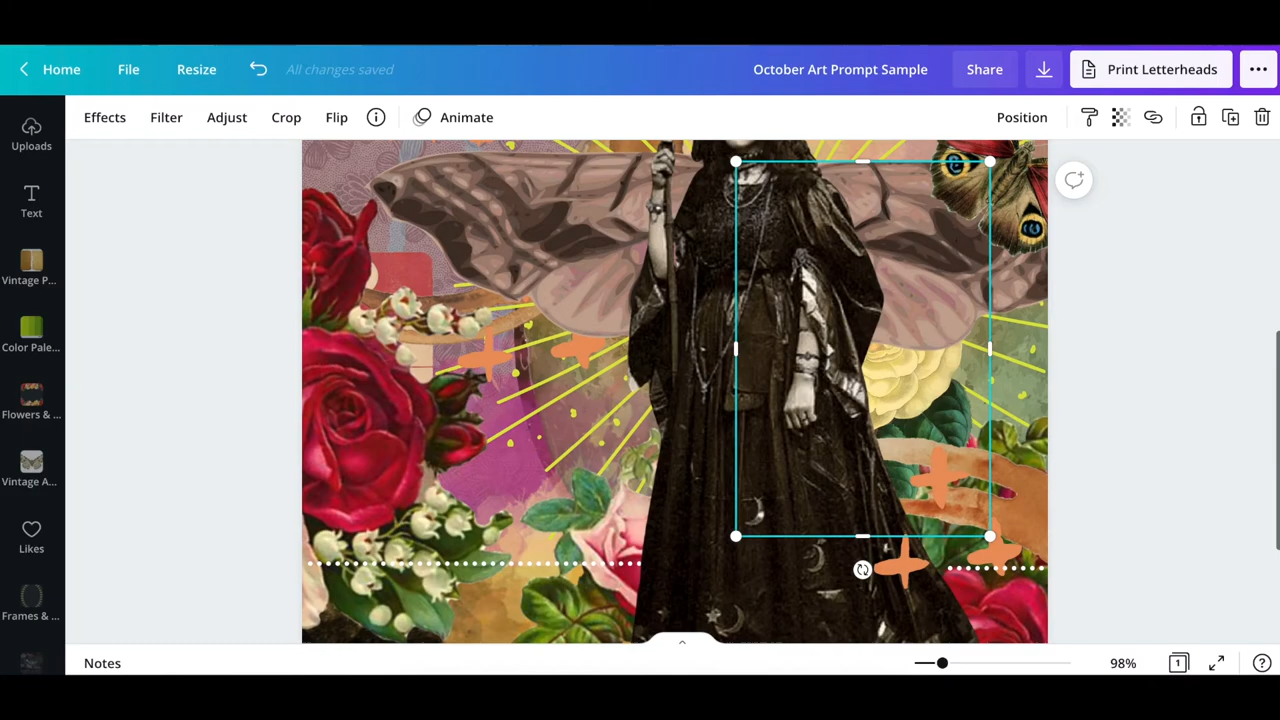 Home File Resize All changes saved October Art Prompt Sample Share Print Letterheads
Effects Filter Adjust Crop Flip Animate Position
Uploads
Text
Vintage P...
Color Pale...
Flowers & ...
Vintage A...
Likes
Frames & ...
Notes 98% 1